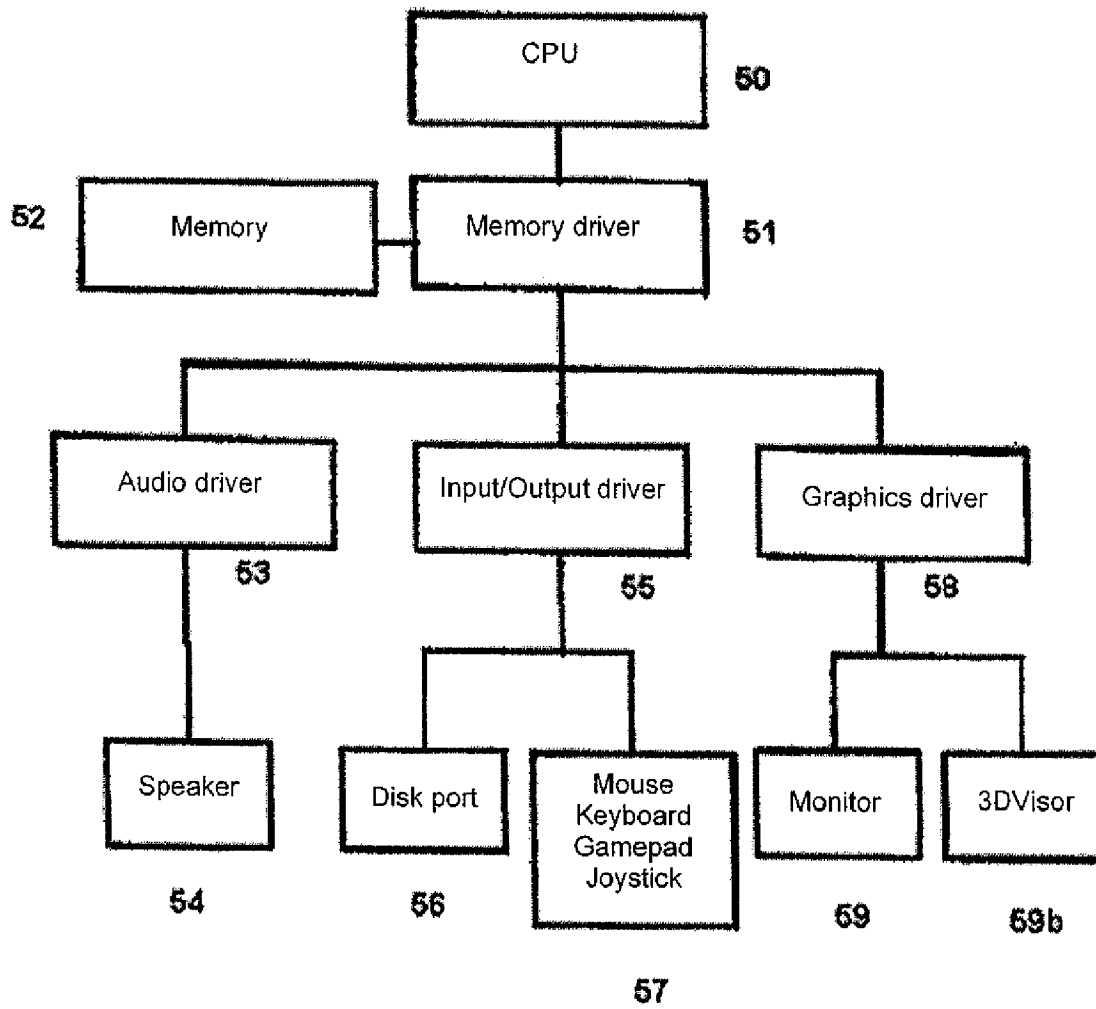 CPU
50
52
Memory
Memory driver
51
Audio driver
Input/Output driver
Graphics driver
53
55
58
Speaker
Disk port
Mouse
Keyboard
Gamepad
Joystick
Monitor
3DVisor
54
56
59
59b
57